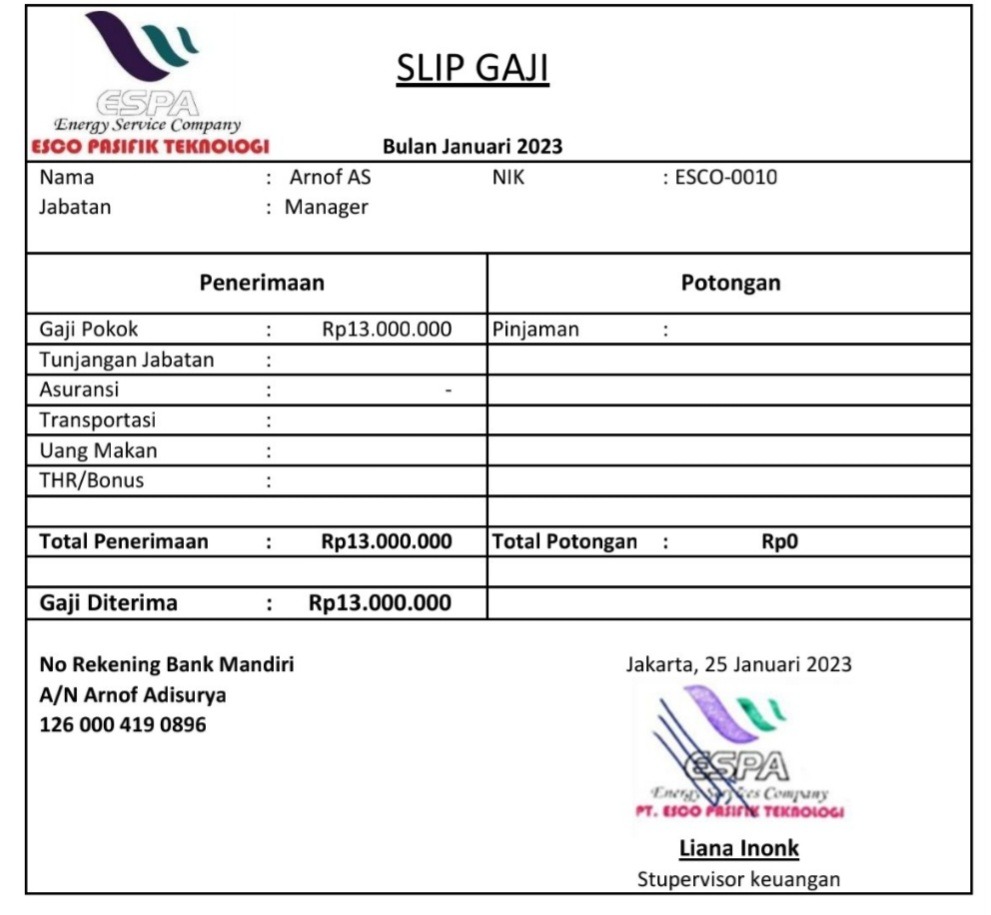 ESPA
Energy Service Company
ESCO PASIFIK TEKNOLOGI
SLIP GAJI
Bulan Januari 2023
Nama : Arnof AS NIK : ESCO-0010
Jabatan : Manager
Penerimaan Potongan
Gaji Pokok : Rp13.000.000 Pinjaman :
Tunjangan Jabatan :
Asuransi : -
Transportasi :
Uang Makan :
THR/Bonus :
Total Penerimaan : Rp13.000.000 Total Potongan : Rp0
Gaji Diterima : Rp13.000.000
No Rekening Bank Mandiri
A/N Arnof Adisurya
126 000 419 0896
Jakarta, 25 Januari 2023
ESPA
Energy Services Company
PT. ESCO PASIFIK TEKNOLOGI
Liana Inonk
Stupervisor keuangan